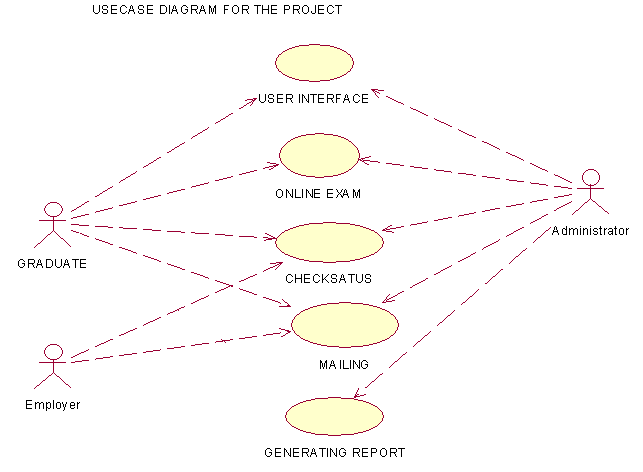 USECASE DIAGRAM FOR THE PROJECT
USER INTERFACE
ONLINE EXAM
Administrator
GRADUATE
CHECKSATUS
MAILING
Employer
GENERATING REPORT